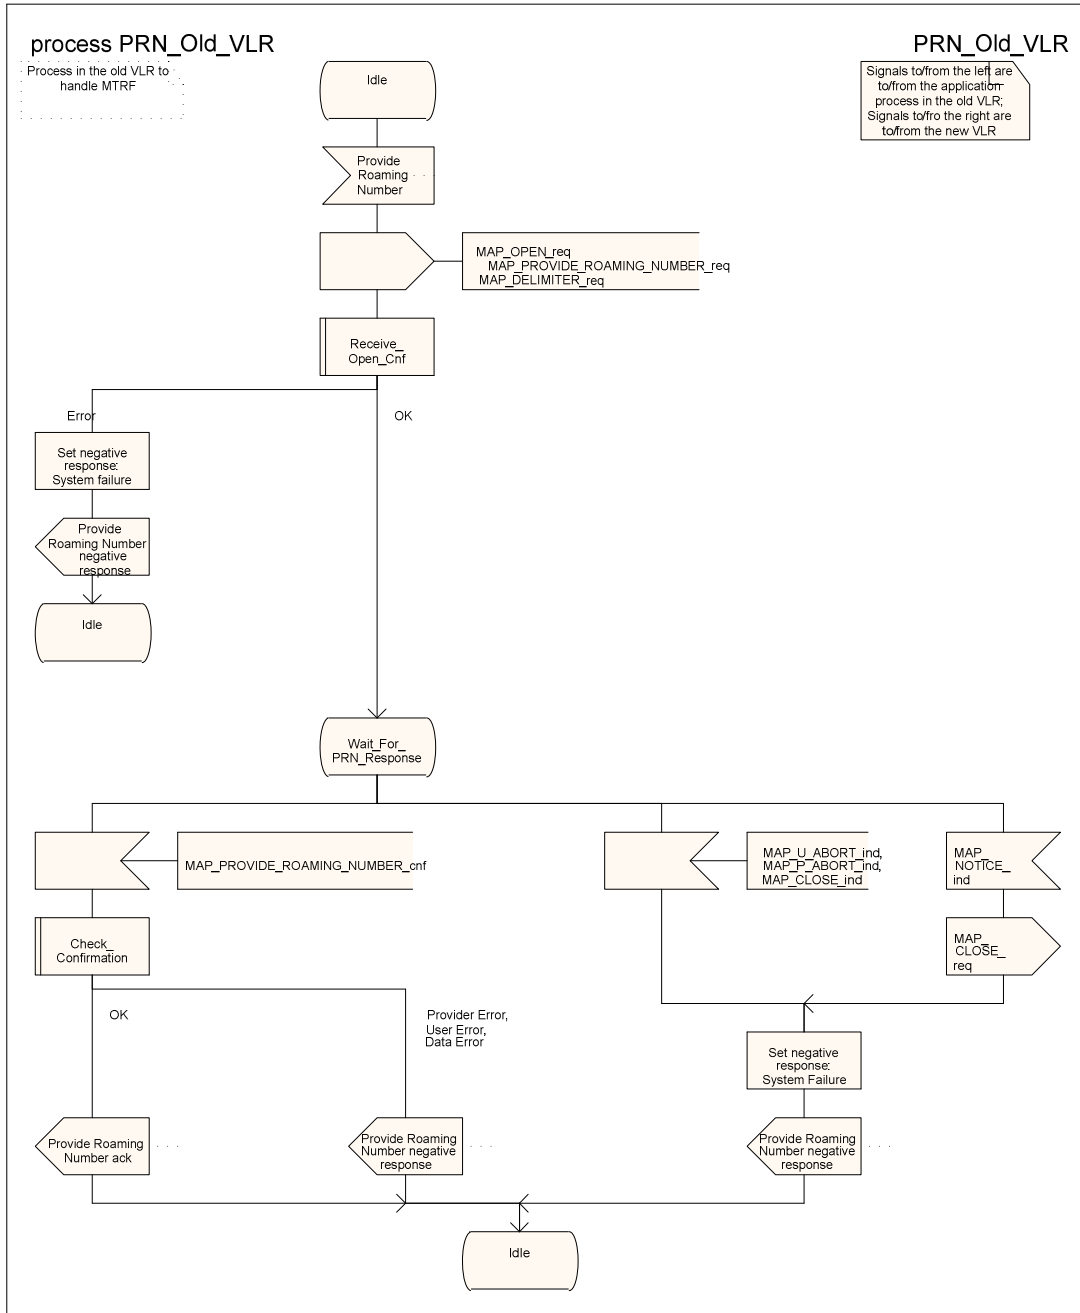 process PRN_Old_VLR
PRN_Old_VLR
Process in the old VLR to
handle MTRF
Signals to/from the left are
to/from the application
process in the old VLR;
Signals to/fro the right are
to/from the new VLR
Idle
Provide
Roaming
Number
MAP_OPEN_req
MAP_PROVIDE_ROAMING_NUMBER_req
MAP_DELIMITER_req
Receive_
Open_Cnf
Error
OK
Set negative
response:
System failure
Provide
Roaming Number
negative
response
Idle
Wait_For_
PRN_Response
MAP_PROVIDE_ROAMING_NUMBER_cnf
MAP_U_ABORT_ind,
MAP_P_ABORT_ind,
MAP_CLOSE_ind
MAP_
NOTICE_
ind
Check_
Confirmation
MAP_
CLOSE_
req
OK
Provider Error,
User Error,
Data Error
Set negative
response:
System Failure
Provide Roaming
Number ack
Provide Roaming
Number negative
response
Provide Roaming
Number negative
response
Idle